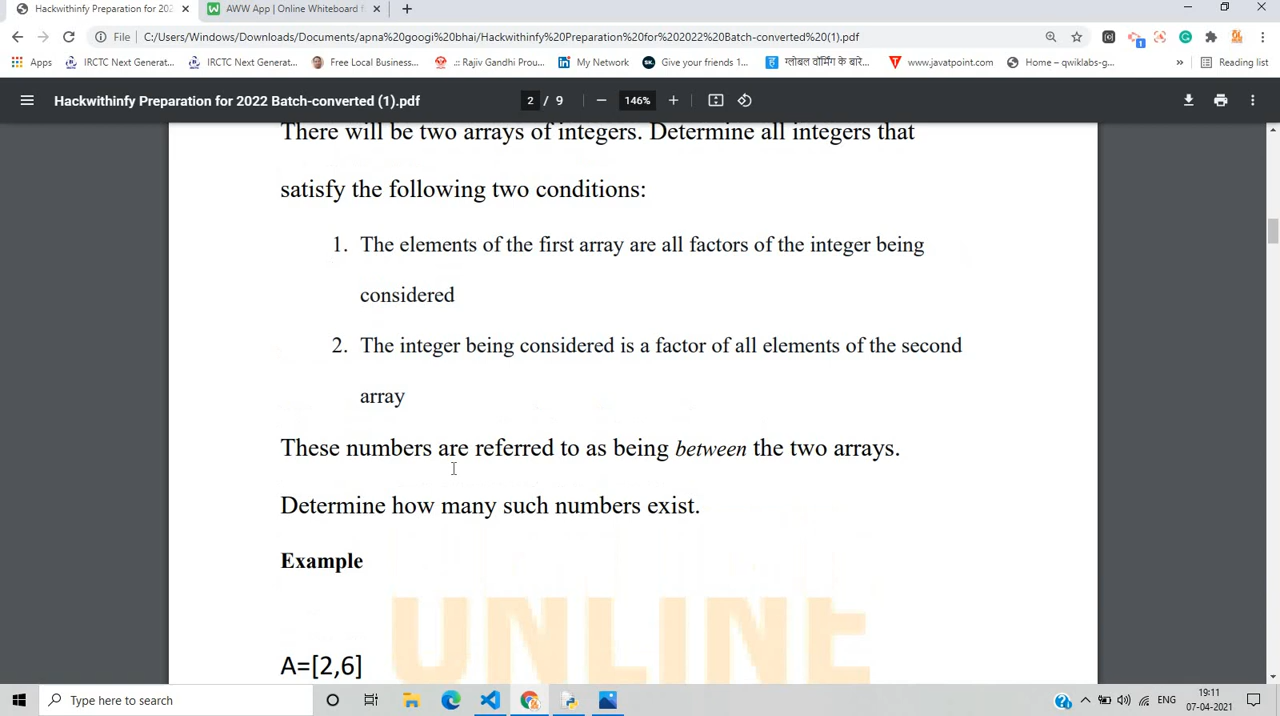 Hackwithinfy Preparation for 202
AWW App | Online Whiteboard f
File
C:/Users/Windows/Downloads/Documents/apna%20googi%20bhai/Hackwithinfy%20Preparation%20for%202022%20Batch-converted%20(1).pdf
Apps
IRCTC Next Generat...
IRCTC Next Generat...
Free Local Business...
.:: Rajiv Gandhi Prou...
My Network
Give your friends 1...
ग्लोबल वॉर्मिंग के बारे...
www.javatpoint.com
Home – qwiklabs-g...
»
Reading list
Hackwithinfy Preparation for 2022 Batch-converted (1).pdf
2 / 9
146%
There will be two arrays of integers. Determine all integers that
satisfy the following two conditions:
1. The elements of the first array are all factors of the integer being
considered
2. The integer being considered is a factor of all elements of the second
array
These numbers are referred to as being between the two arrays.
Determine how many such numbers exist.
Example
ONLINE
A=[2,6]
Type here to search
ENG
19:11
07-04-2021